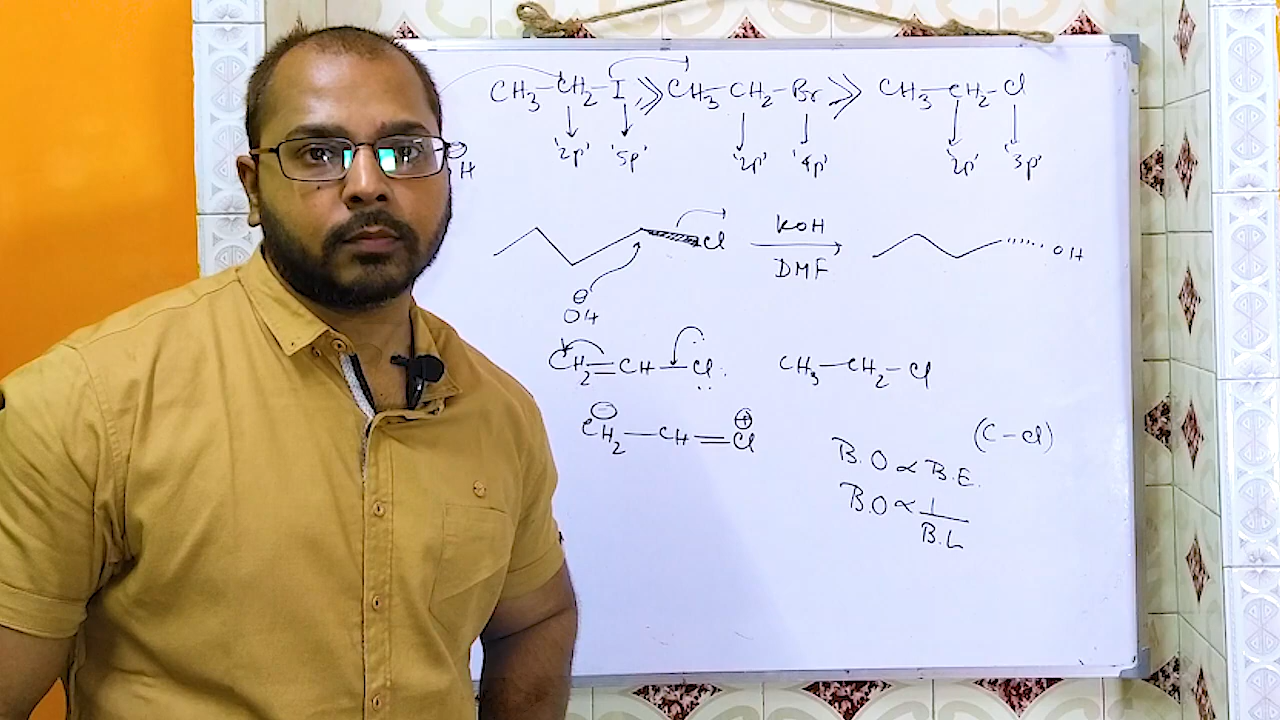 CH₃–CH₂–I >> CH₃–CH₂–Br >> CH₃–CH₂–Cl
'2p' '5p' '2p' '4p' '2p' '3p'
⊖
H
Cl KOH
DMF OH
⊖
OH
CH₂=CH–Cl: CH₃–CH₂–Cl
⊖ ⊕
CH₂–CH=Cl (C–Cl)
B.O ∝ B.E.
B.O ∝ 1/B.L